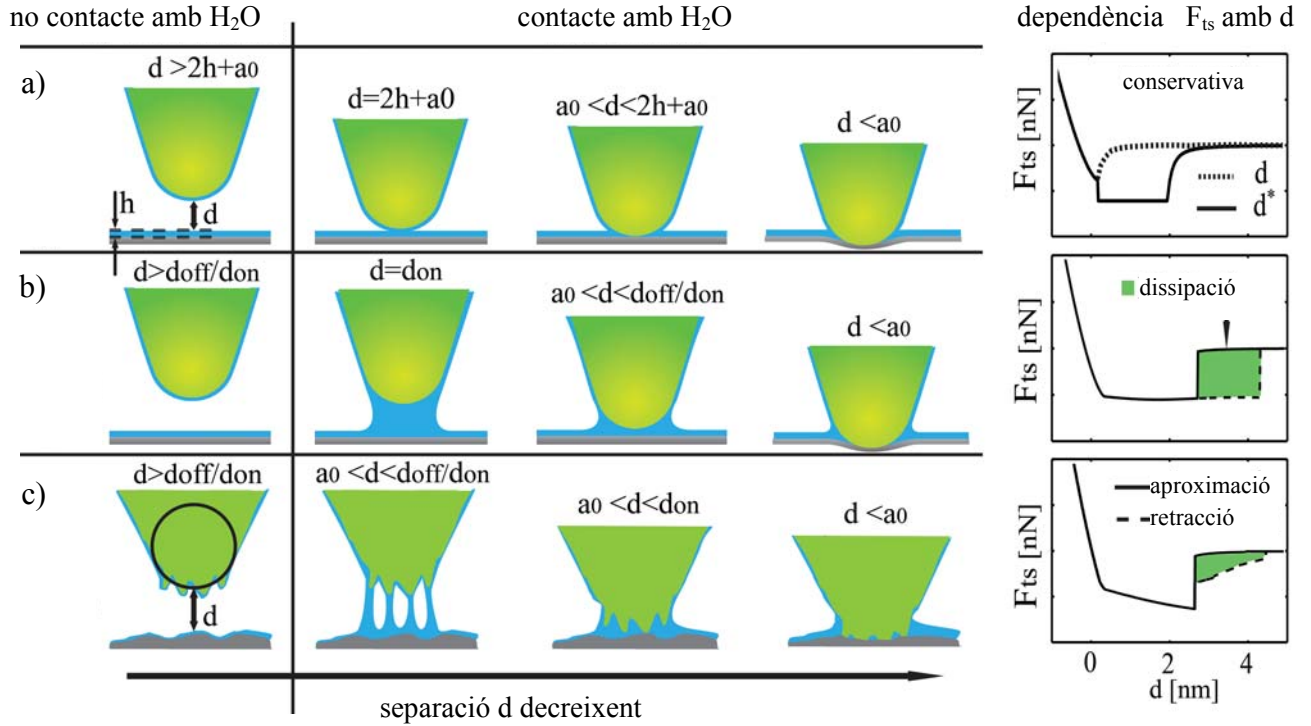 no contacte amb H₂O
contacte amb H₂O
dependència Fts amb d
a)
d >2h+a0
h
d
d=2h+a0
a0 <d<2h+a0
d <a0
Fts [nN]
conservativa
d
d*
b)
d>doff/don
d=don
a0 <d<doff/don
d <a0
Fts [nN]
dissipació
c)
d>doff/don
d
a0 <d<doff/don
a0 <d<don
d <a0
Fts [nN]
aproximació
retracció
0 2 4
d [nm]
separació d decreixent